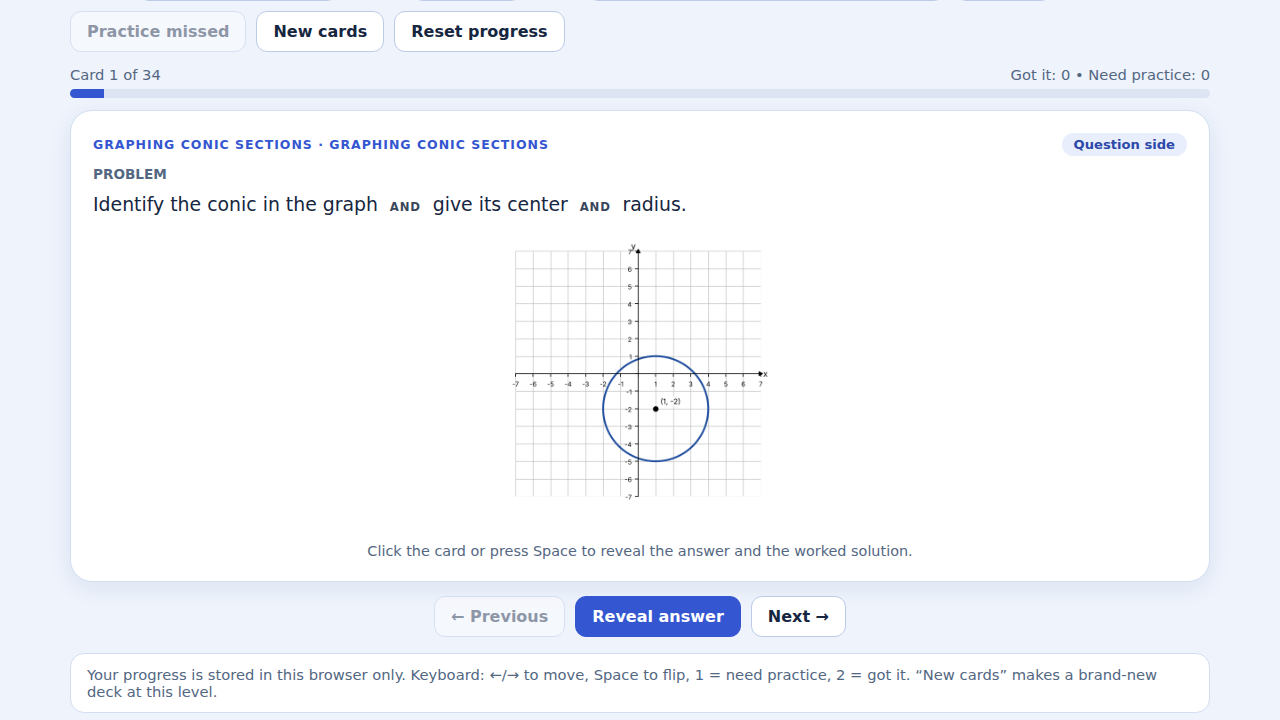 Practice missed New cards Reset progress
Card 1 of 34 Got it: 0 • Need practice: 0
GRAPHING CONIC SECTIONS · GRAPHING CONIC SECTIONS Question side
PROBLEM
Identify the conic in the graph AND give its center AND radius.
y
7
6
5
4
3
2
1
-7 -6 -5 -4 -3 -2 -1 1 2 3 4 5 6 7 x
-1
(1, -2)
-2
-3
-4
-5
-6
-7
Click the card or press Space to reveal the answer and the worked solution.
← Previous Reveal answer Next →
Your progress is stored in this browser only. Keyboard: ←/→ to move, Space to flip, 1 = need practice, 2 = got it. “New cards” makes a brand-new
deck at this level.